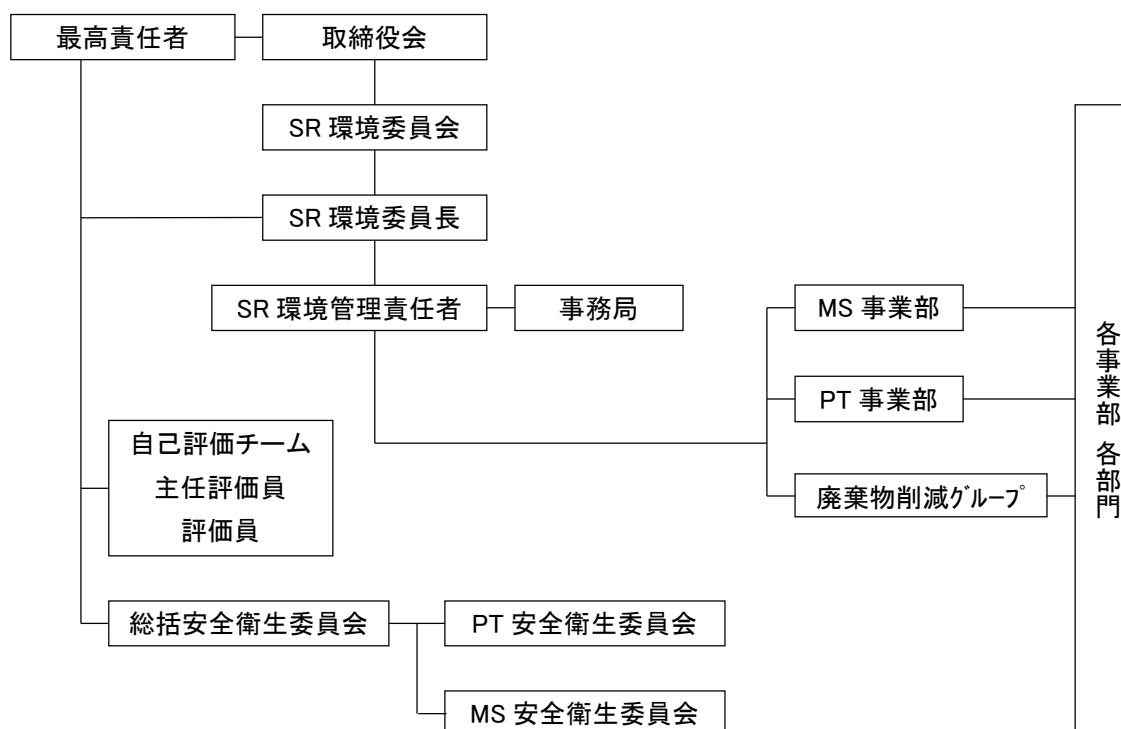 最高責任者
取締役会
SR 環境委員会
SR 環境委員長
SR 環境管理責任者
事務局
MS 事業部
PT 事業部
廃棄物削減ｸﾞﾙｰﾌﾟ
各事業部 各部門
自己評価チーム
主任評価員
評価員
総括安全衛生委員会
PT 安全衛生委員会
MS 安全衛生委員会